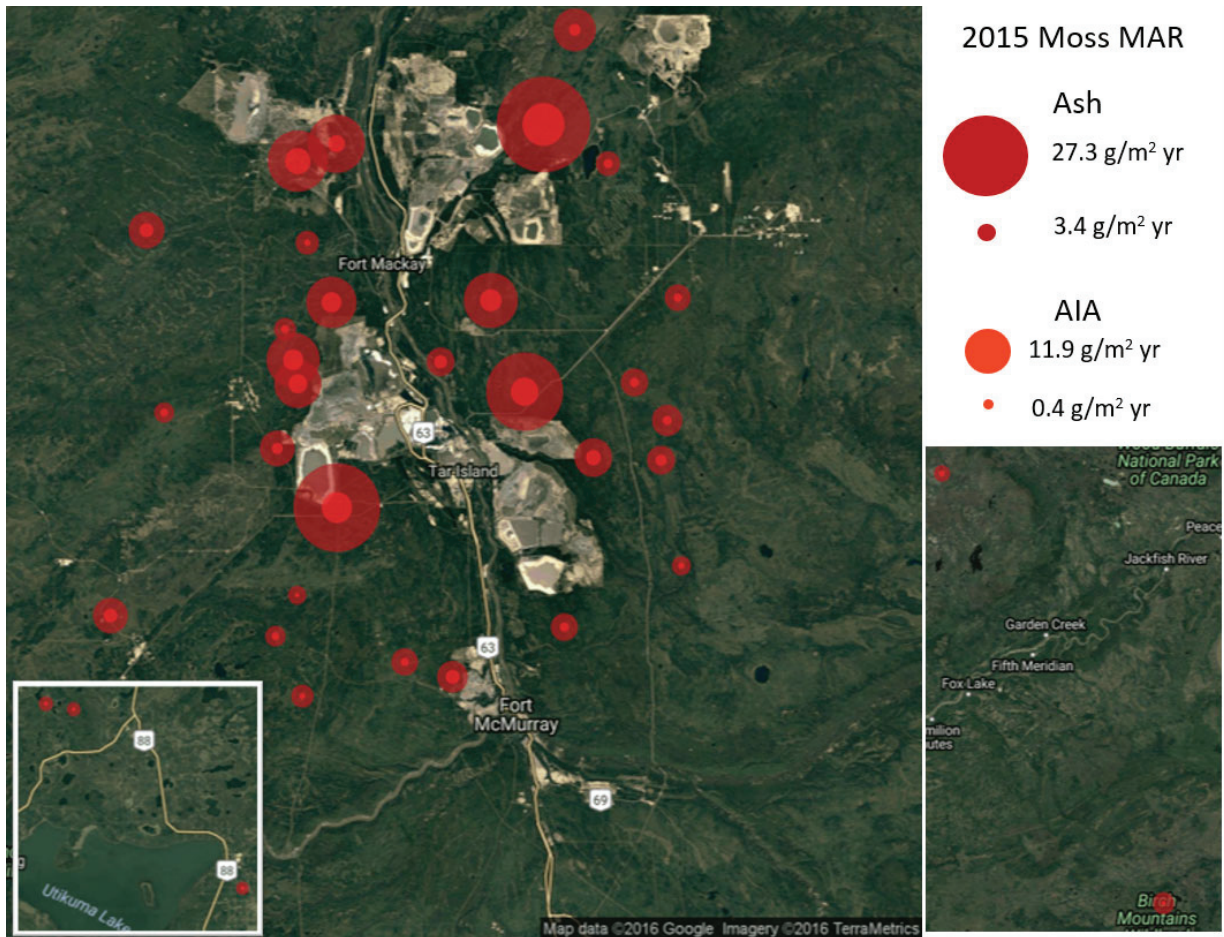 2015 Moss MAR
Ash
27.3 g/m² yr
3.4 g/m² yr
AIA
11.9 g/m² yr
0.4 g/m² yr
Fort Mackay
63
Tar Island
63
Fort
McMurray
69
88
88
Utikuma Lake
Map data ©2016 Google Imagery ©2016 TerraMetrics
National Park
of Canada
Peace
Jackfish River
Garden Creek
Fifth Meridian
Fox Lake
milion
utes
Birch
Mountains